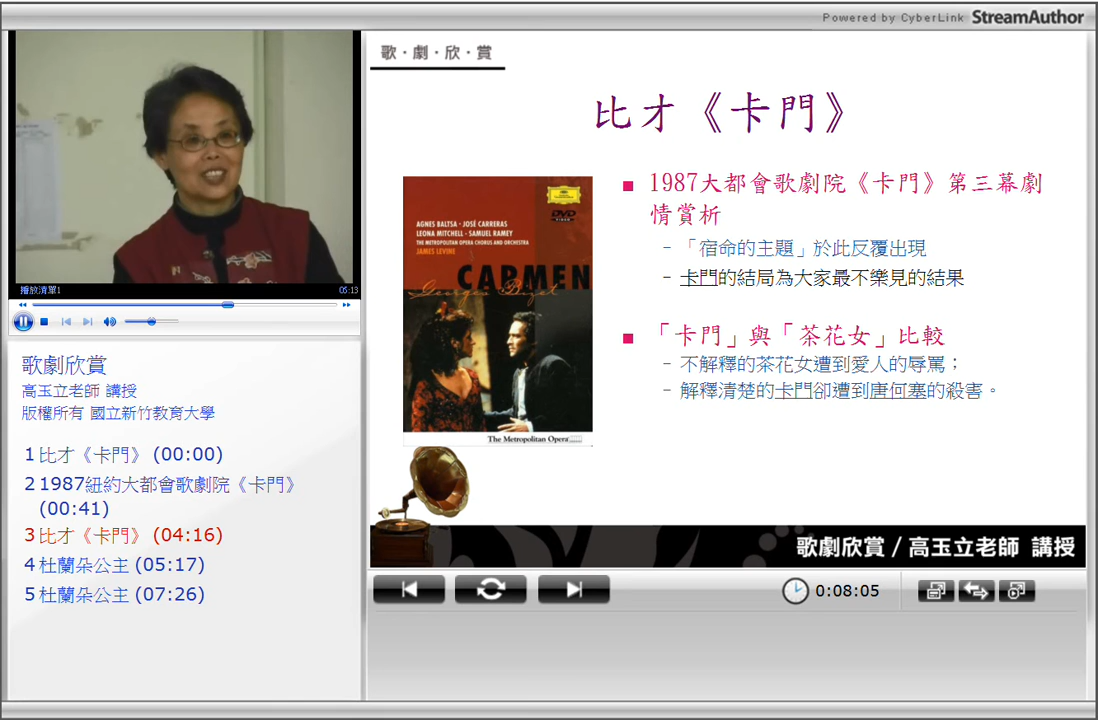 Powered by CyberLink StreamAuthor
播放清單1
05:13
歌劇欣賞
高玉立老師 講授
版權所有 國立新竹教育大學
1 比才《卡門》 (00:00)
2 1987紐約大都會歌劇院《卡門》
(00:41)
3 比才《卡門》 (04:16)
4 杜蘭朵公主 (05:17)
5 杜蘭朵公主 (07:26)
歌‧劇‧欣‧賞
比才《卡門》
1987大都會歌劇院《卡門》第三幕劇
情賞析
－「宿命的主題」於此反覆出現
－ 卡門的結局為大家最不樂見的結果
「卡門」與「茶花女」比較
－ 不解釋的茶花女遭到愛人的辱罵；
－ 解釋清楚的卡門卻遭到唐何塞的殺害。
DVD
VIDEO
AGNES BALTSA · JOSÉ CARRERAS
LEONA MITCHELL · SAMUEL RAMEY
THE METROPOLITAN OPERA CHORUS AND ORCHESTRA
JAMES LEVINE
CARMEN
Georges Bizet
The Metropolitan Opera
歌劇欣賞 / 高玉立老師 講授
0:08:05